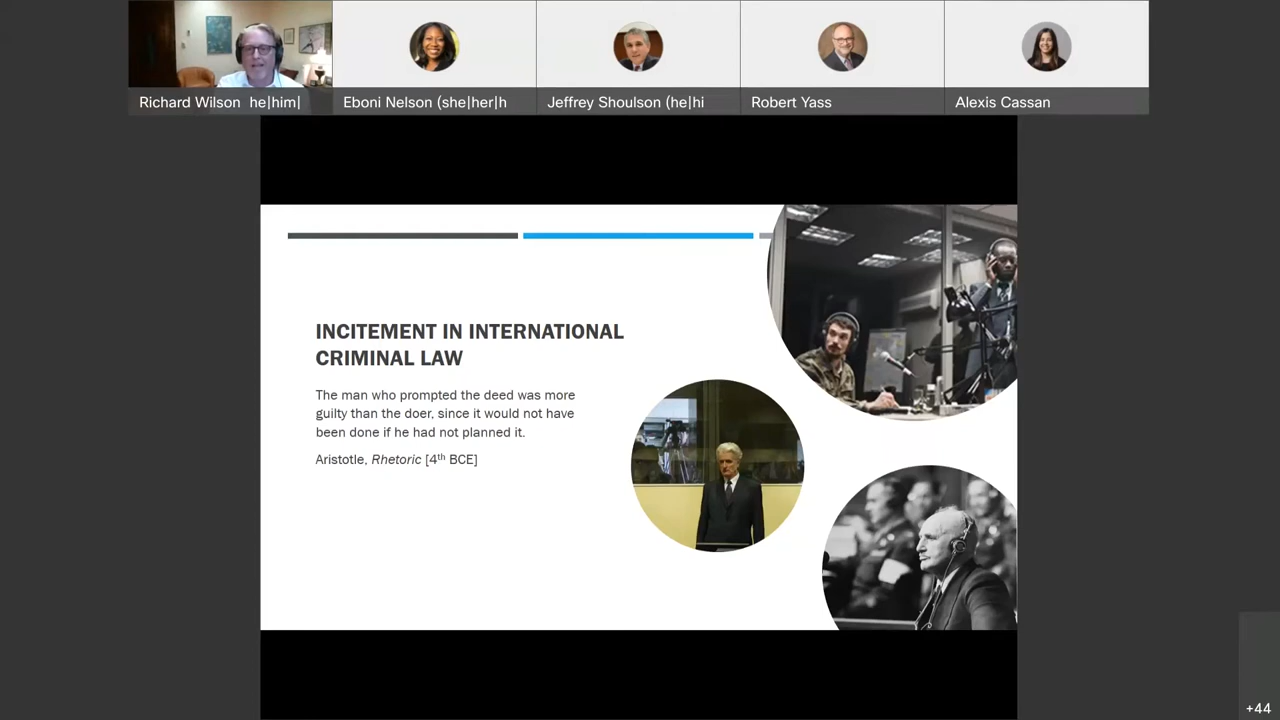 Richard Wilson he|him|
Eboni Nelson (she|her|h
Jeffrey Shoulson (he|hi
Robert Yass
Alexis Cassan
INCITEMENT IN INTERNATIONAL
CRIMINAL LAW
The man who prompted the deed was more
guilty than the doer, since it would not have
been done if he had not planned it.
Aristotle, Rhetoric [4th BCE]
+44